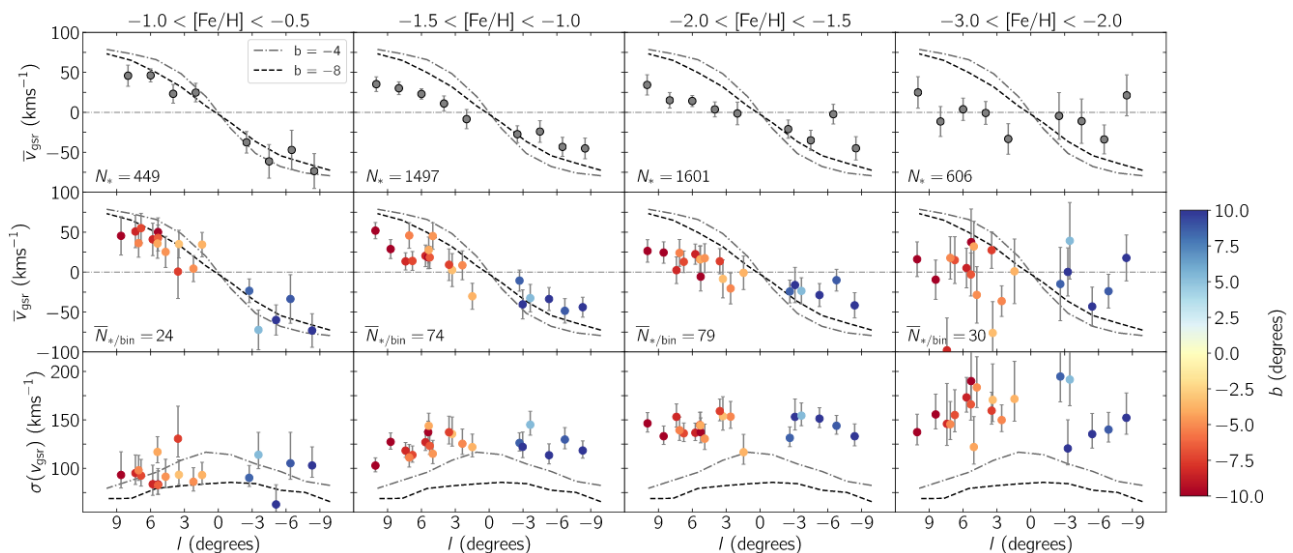 −1.0 < [Fe/H] < −0.5
−1.5 < [Fe/H] < −1.0
−2.0 < [Fe/H] < −1.5
−3.0 < [Fe/H] < −2.0
100
50
0
−50
−100
v̅gsr (kms⁻¹)
b = −4
b = −8
N* = 449
N* = 1497
N* = 1601
N* = 606
100
50
0
−50
−100
v̅gsr (kms⁻¹)
N̅*/bin = 24
N̅*/bin = 74
N̅*/bin = 79
N̅*/bin = 30
200
150
100
σ(vgsr) (kms⁻¹)
9 6 3 0 −3 −6 −9
9 6 3 0 −3 −6 −9
9 6 3 0 −3 −6 −9
9 6 3 0 −3 −6 −9
l (degrees)
l (degrees)
l (degrees)
l (degrees)
10.0
7.5
5.0
2.5
0.0
−2.5
−5.0
−7.5
−10.0
b (degrees)